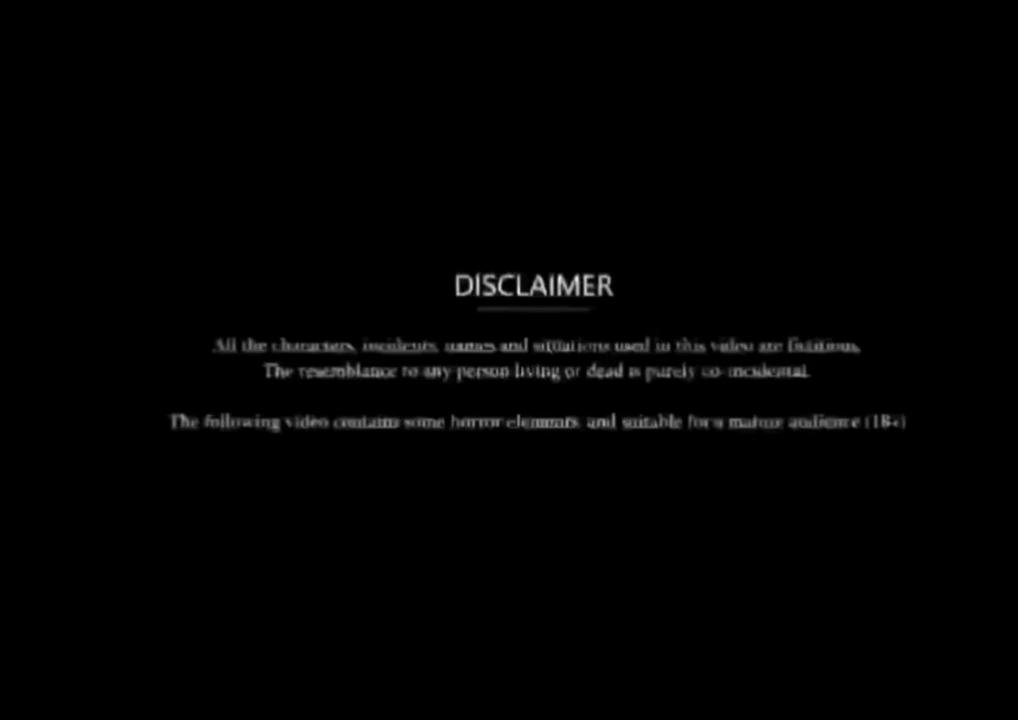 DISCLAIMER
All the characters, incidents, names and situations used in this video are fictitious.
The resemblance to any person living or dead is purely co-incidental.
The following video contains some horror elements, and suitable for a mature audience (18+)